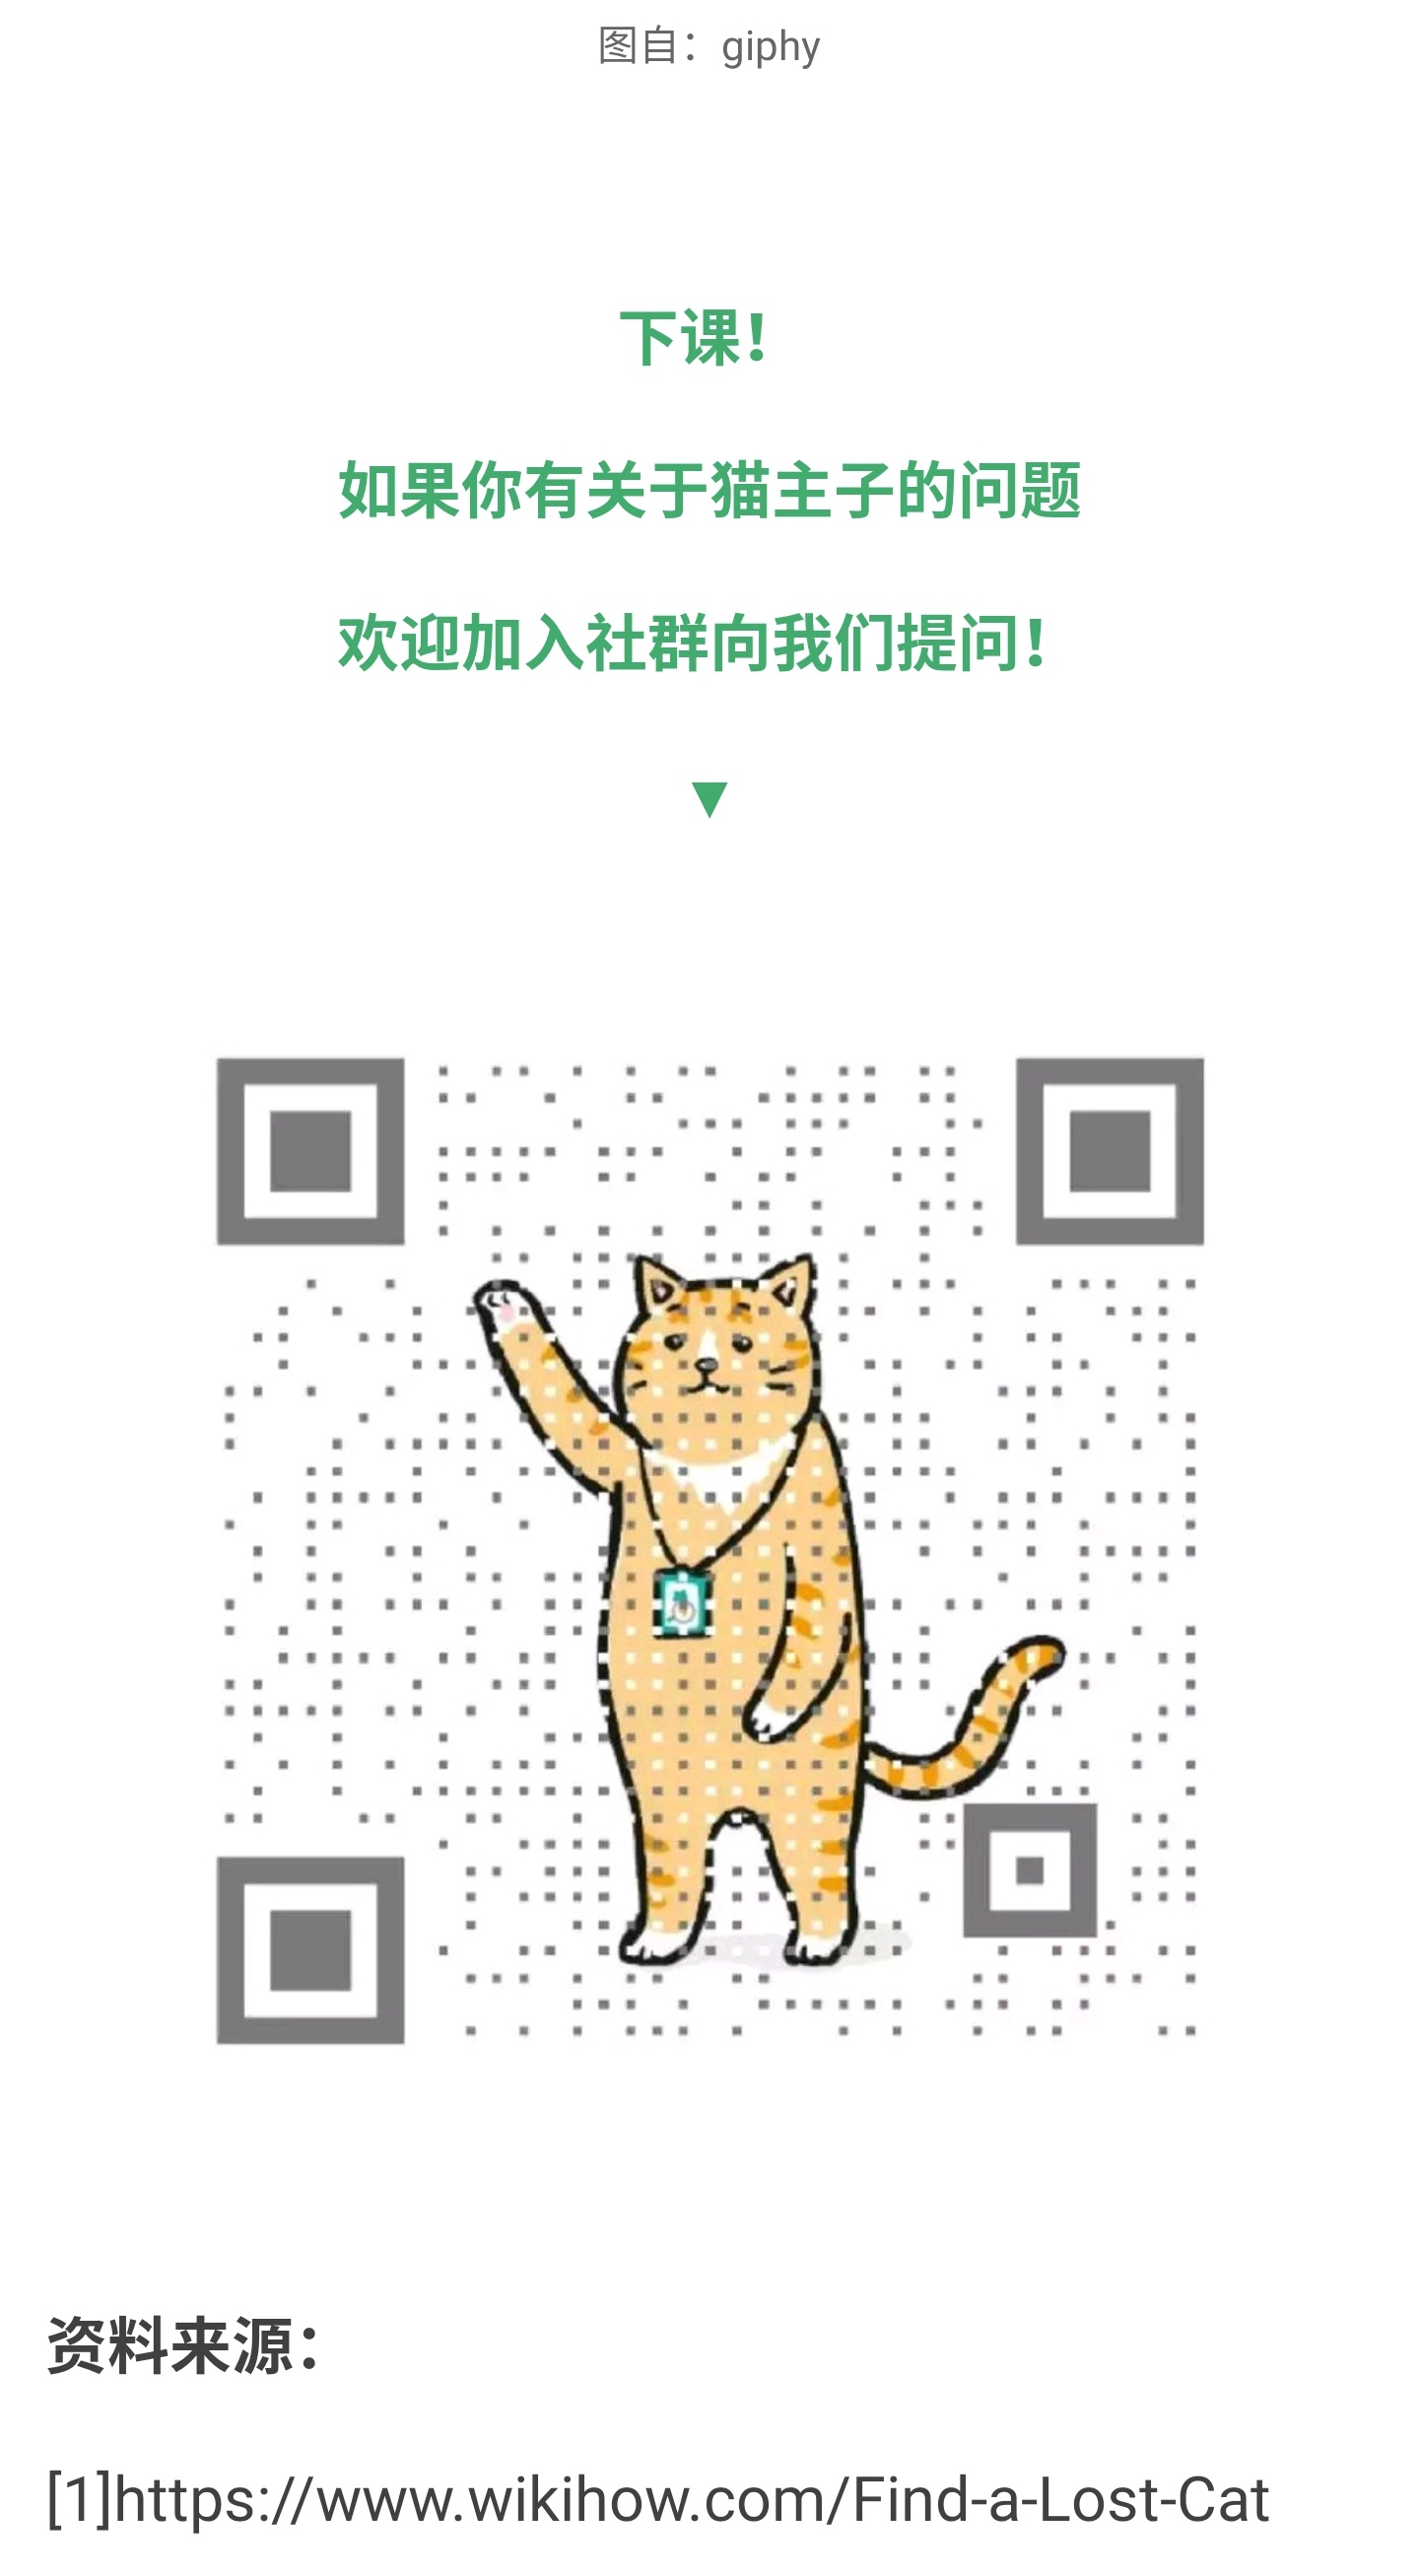 图自：giphy
下课！
如果你有关于猫主子的问题
欢迎加入社群向我们提问！
▼
资料来源：
[1]https://www.wikihow.com/Find-a-Lost-Cat